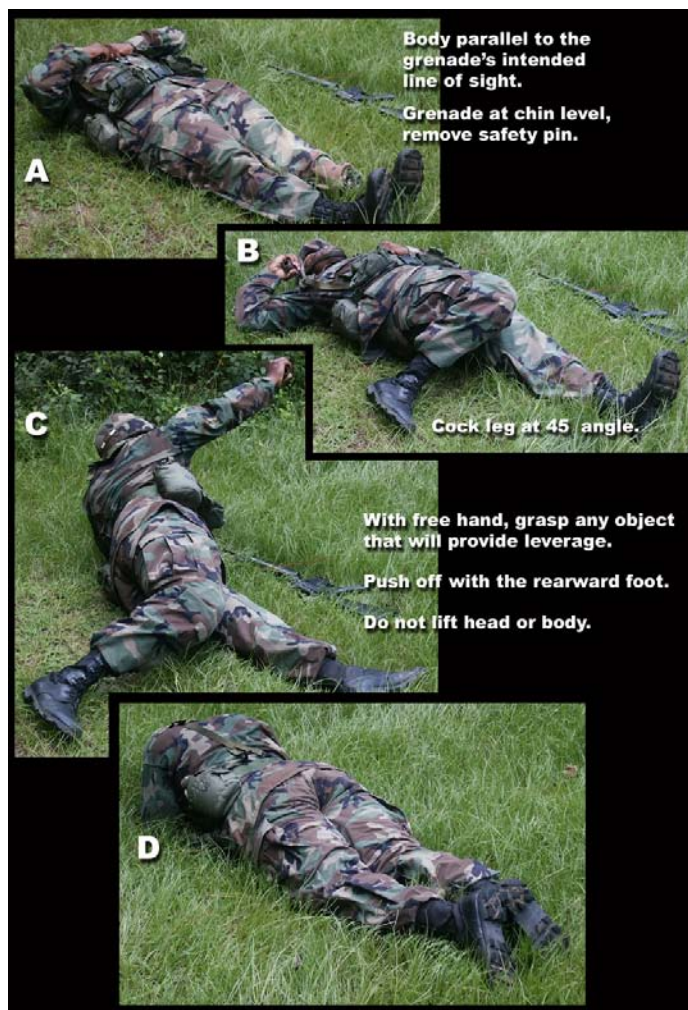 Body parallel to the
grenade's intended
line of sight.
Grenade at chin level,
remove safety pin.
A
B
Cock leg at 45 angle.
C
With free hand, grasp any object
that will provide leverage.
Push off with the rearward foot.
Do not lift head or body.
D